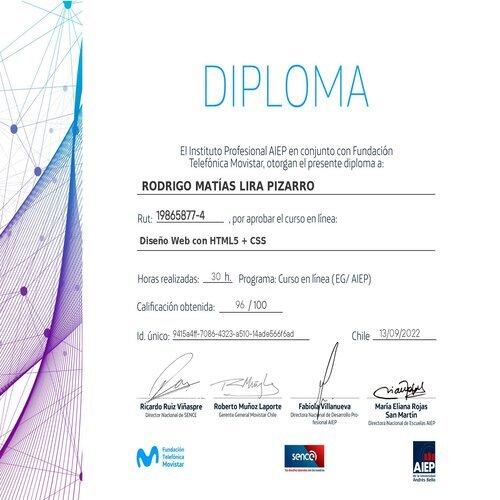 DIPLOMA
El Instituto Profesional AIEP en conjunto con Fundación
Telefónica Movistar, otorgan el presente diploma a:
RODRIGO MATÍAS LIRA PIZARRO
Rut: 19865877-4 , por aprobar el curso en línea:
Diseño Web con HTML5 + CSS
Horas realizadas: 30 h. Programa: Curso en línea (EG/ AIEP)
Calificación obtenida: 96 / 100
Id. único: 9415a4ff-7086-4323-a510-14ade566f6ad Chile 13/09/2022
Ricardo Ruiz Viñaspre Roberto Muñoz Laporte Fabiola Villanueva María Eliana Rojas
San Martín
Director Nacional de SENCE Gerente General Movistar Chile Directora Nacional de Desarrollo Pro-
fesional AIEP Directora Nacional de Escuelas AIEP
Fundación
Telefónica
Movistar
sence
AIEP
de la Universidad
Andrés Bello